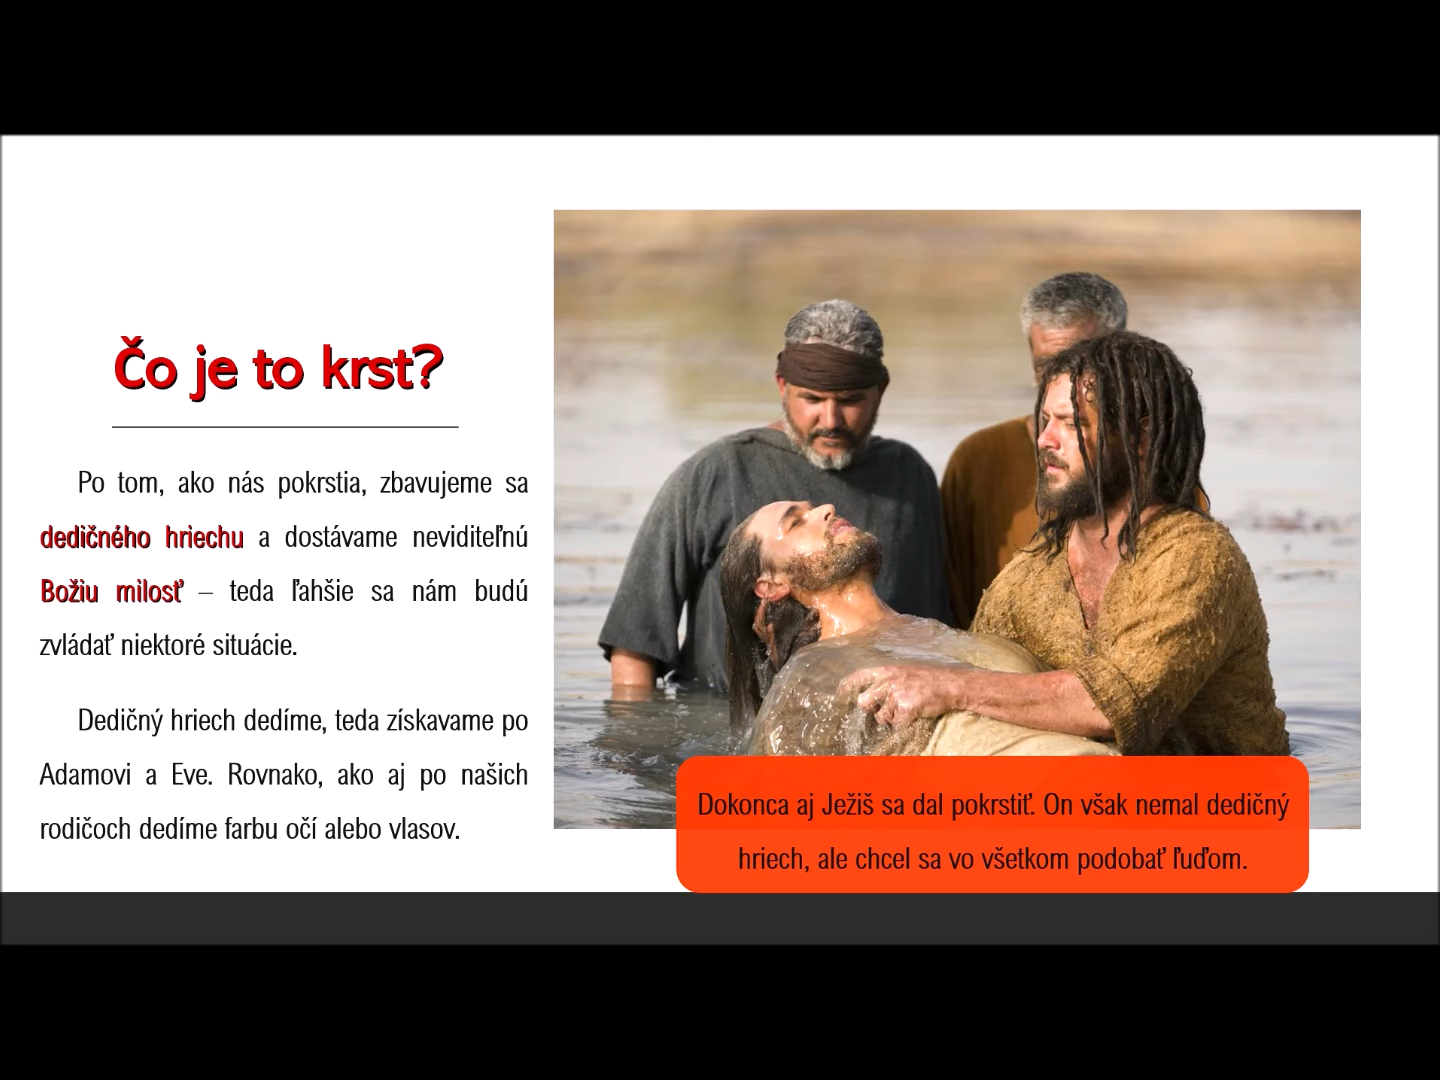 Čo je to krst?
Po tom, ako nás pokrstia, zbavujeme sa
dedičného hriechu a dostávame neviditeľnú
Božiu milosť – teda ľahšie sa nám budú
zvládať niektoré situácie.
Dedičný hriech dedíme, teda získavame po
Adamovi a Eve. Rovnako, ako aj po našich
rodičoch dedíme farbu očí alebo vlasov.
Dokonca aj Ježiš sa dal pokrstiť. On však nemal dedičný
hriech, ale chcel sa vo všetkom podobať ľuďom.